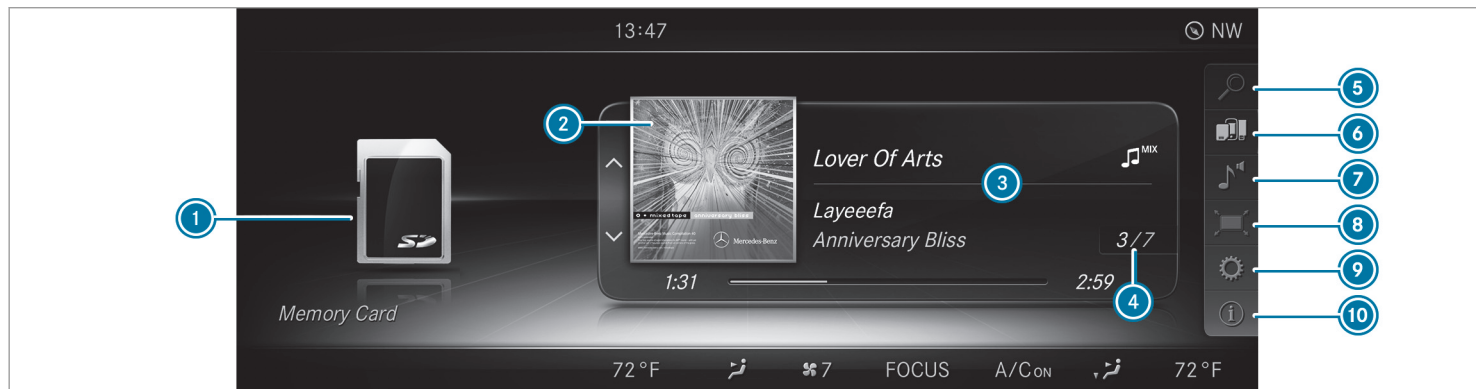 13:47
NW
5
2
6
Lover Of Arts
MIX
3
7
1
Layeeefa
SD
mixed tape anniversary bliss
Mercedes-Benz
Anniversary Bliss
3/7
8
1:31
2:59
4
9
Memory Card
10
72°F
7
FOCUS
A/C ON
72°F